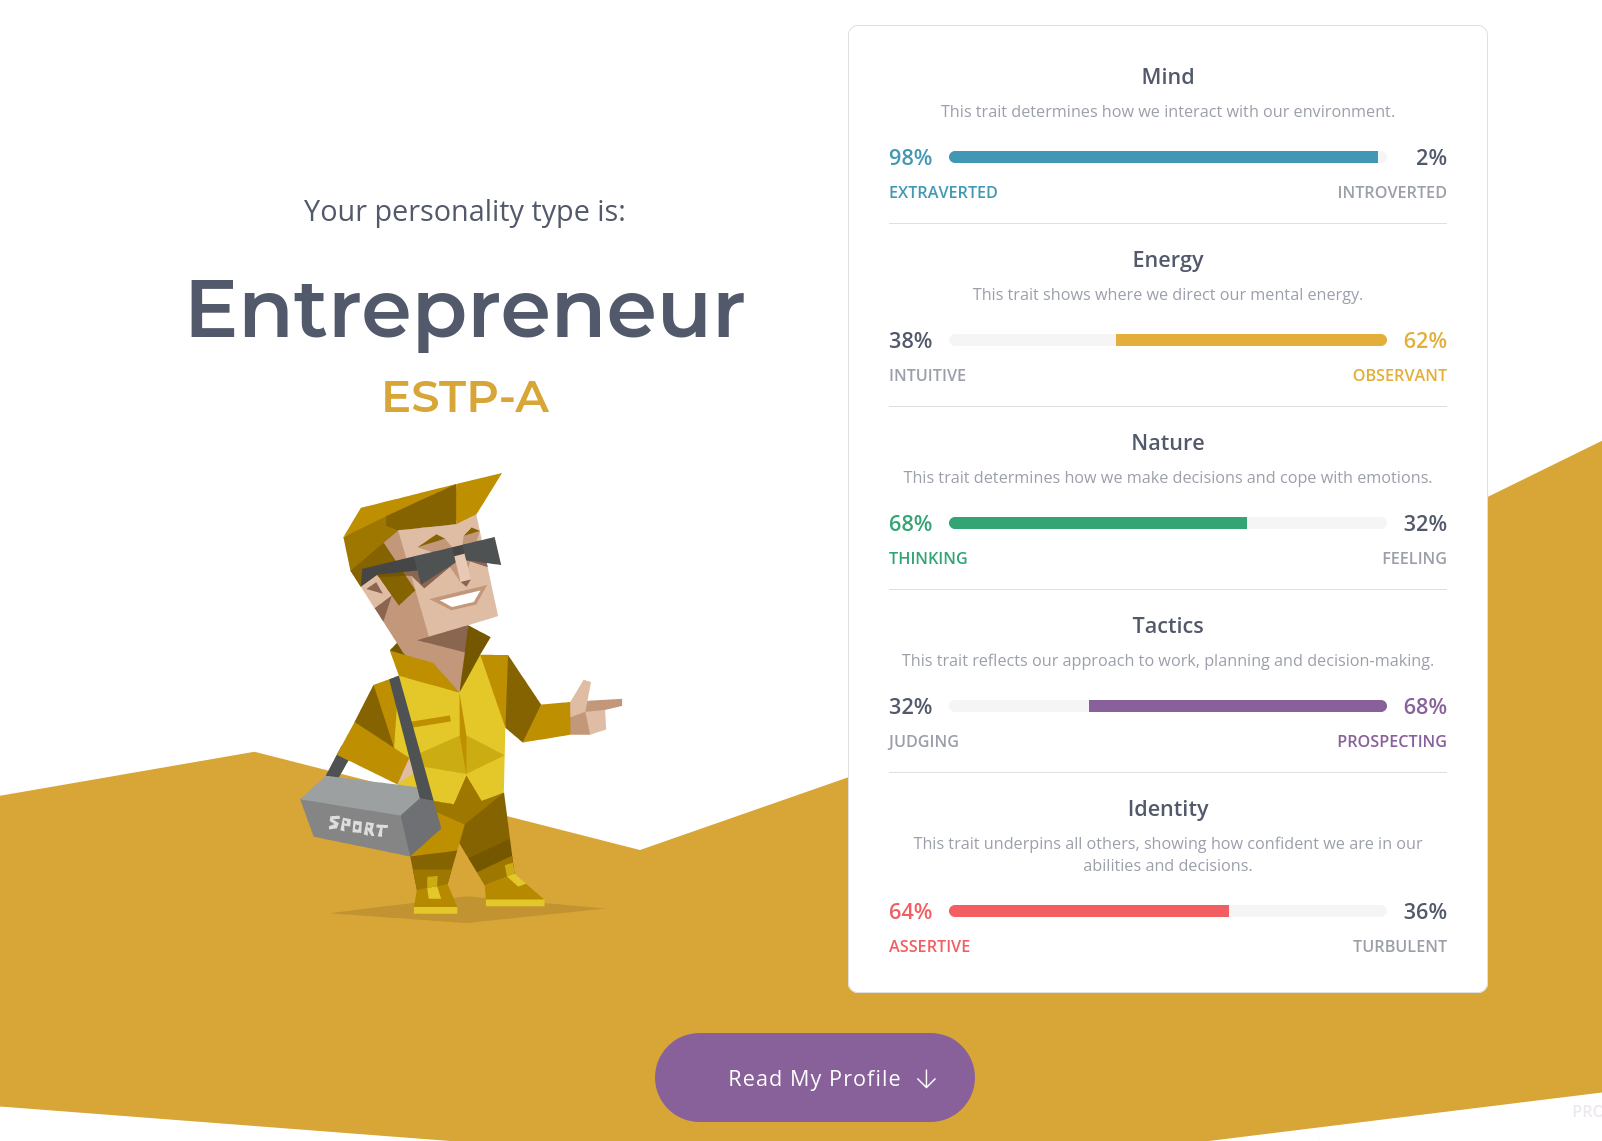 Your personality type is:
Entrepreneur
ESTP-A
SPORT
Mind
This trait determines how we interact with our environment.
98% 2%
EXTRAVERTED INTROVERTED
Energy
This trait shows where we direct our mental energy.
38% 62%
INTUITIVE OBSERVANT
Nature
This trait determines how we make decisions and cope with emotions.
68% 32%
THINKING FEELING
Tactics
This trait reflects our approach to work, planning and decision-making.
32% 68%
JUDGING PROSPECTING
Identity
This trait underpins all others, showing how confident we are in our
abilities and decisions.
64% 36%
ASSERTIVE TURBULENT
Read My Profile